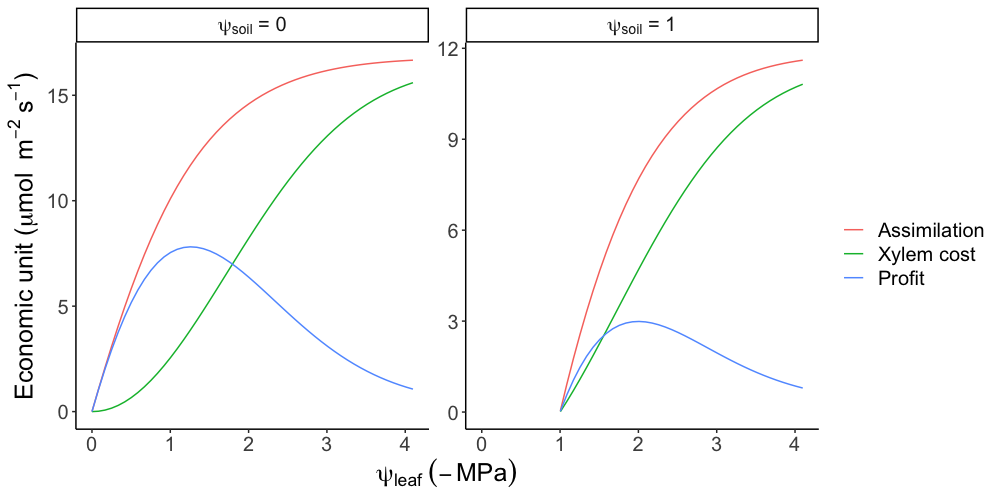 ψsoil = 0
ψsoil = 1
Economic unit (μmol m−2 s−1)
15
10
5
0
12
9
6
3
0
0 1 2 3 4
0 1 2 3 4
ψleaf (−MPa)
Assimilation
Xylem cost
Profit